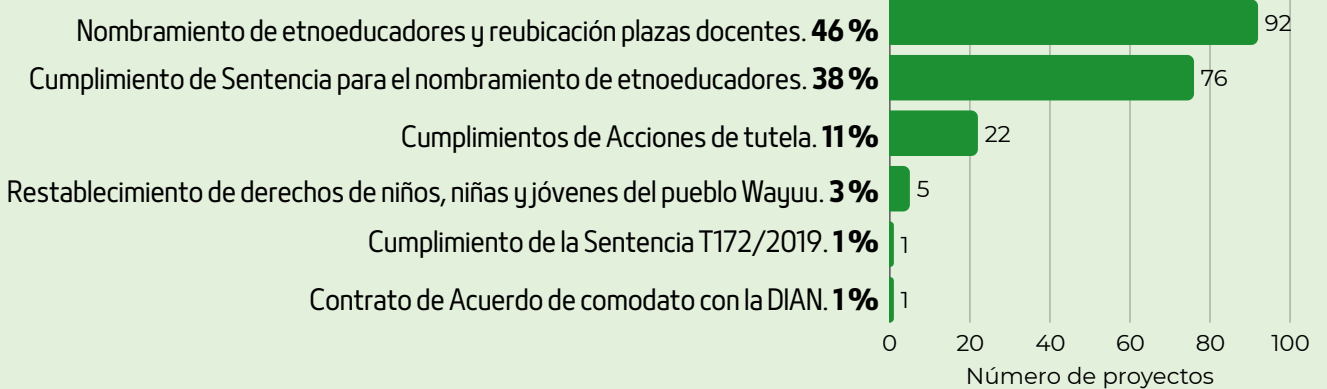 Nombramiento de etnoeducadores y reubicación plazas docentes. 46 % 92
Cumplimiento de Sentencia para el nombramiento de etnoeducadores. 38 % 76
Cumplimientos de Acciones de tutela. 11 % 22
Restablecimiento de derechos de niños, niñas y jóvenes del pueblo Wayuu. 3 % 5
Cumplimiento de la Sentencia T172/2019. 1 % 1
Contrato de Acuerdo de comodato con la DIAN. 1 % 1
0 20 40 60 80 100
Número de proyectos